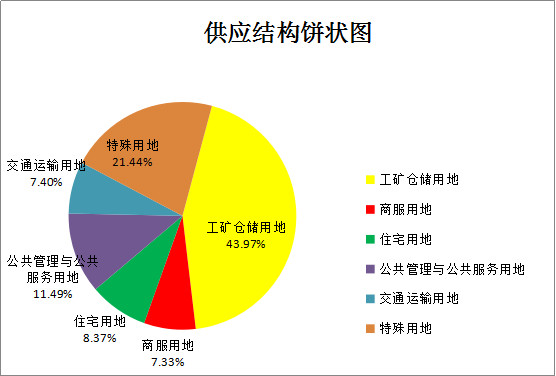 供应结构饼状图
特殊用地
21.44%
交通运输用地
7.40%
工矿仓储用地
43.97%
公共管理与公共
服务用地
11.49%
住宅用地
8.37%
商服用地
7.33%
工矿仓储用地
商服用地
住宅用地
公共管理与公共服务用地
交通运输用地
特殊用地